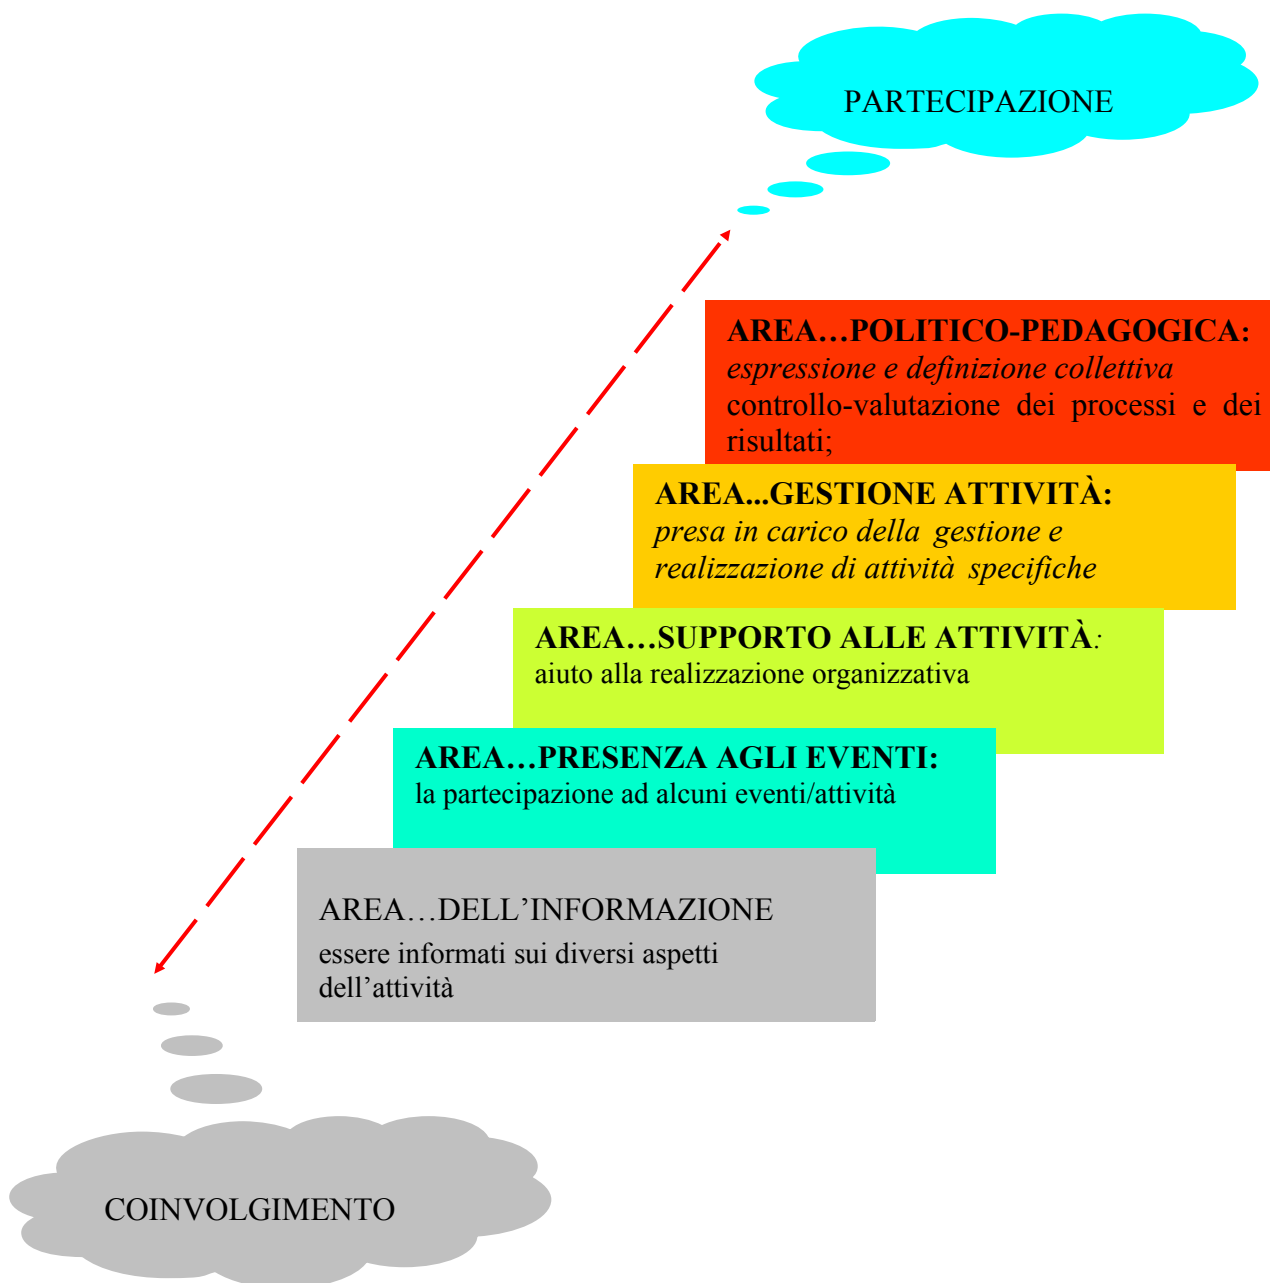 PARTECIPAZIONE
AREA…POLITICO-PEDAGOGICA:
espressione e definizione collettiva
controllo-valutazione dei processi e dei
risultati;
AREA...GESTIONE ATTIVITÀ:
presa in carico della gestione e
realizzazione di attività specifiche
AREA…SUPPORTO ALLE ATTIVITÀ:
aiuto alla realizzazione organizzativa
AREA…PRESENZA AGLI EVENTI:
la partecipazione ad alcuni eventi/attività
AREA…DELL’INFORMAZIONE
essere informati sui diversi aspetti
dell’attività
COINVOLGIMENTO